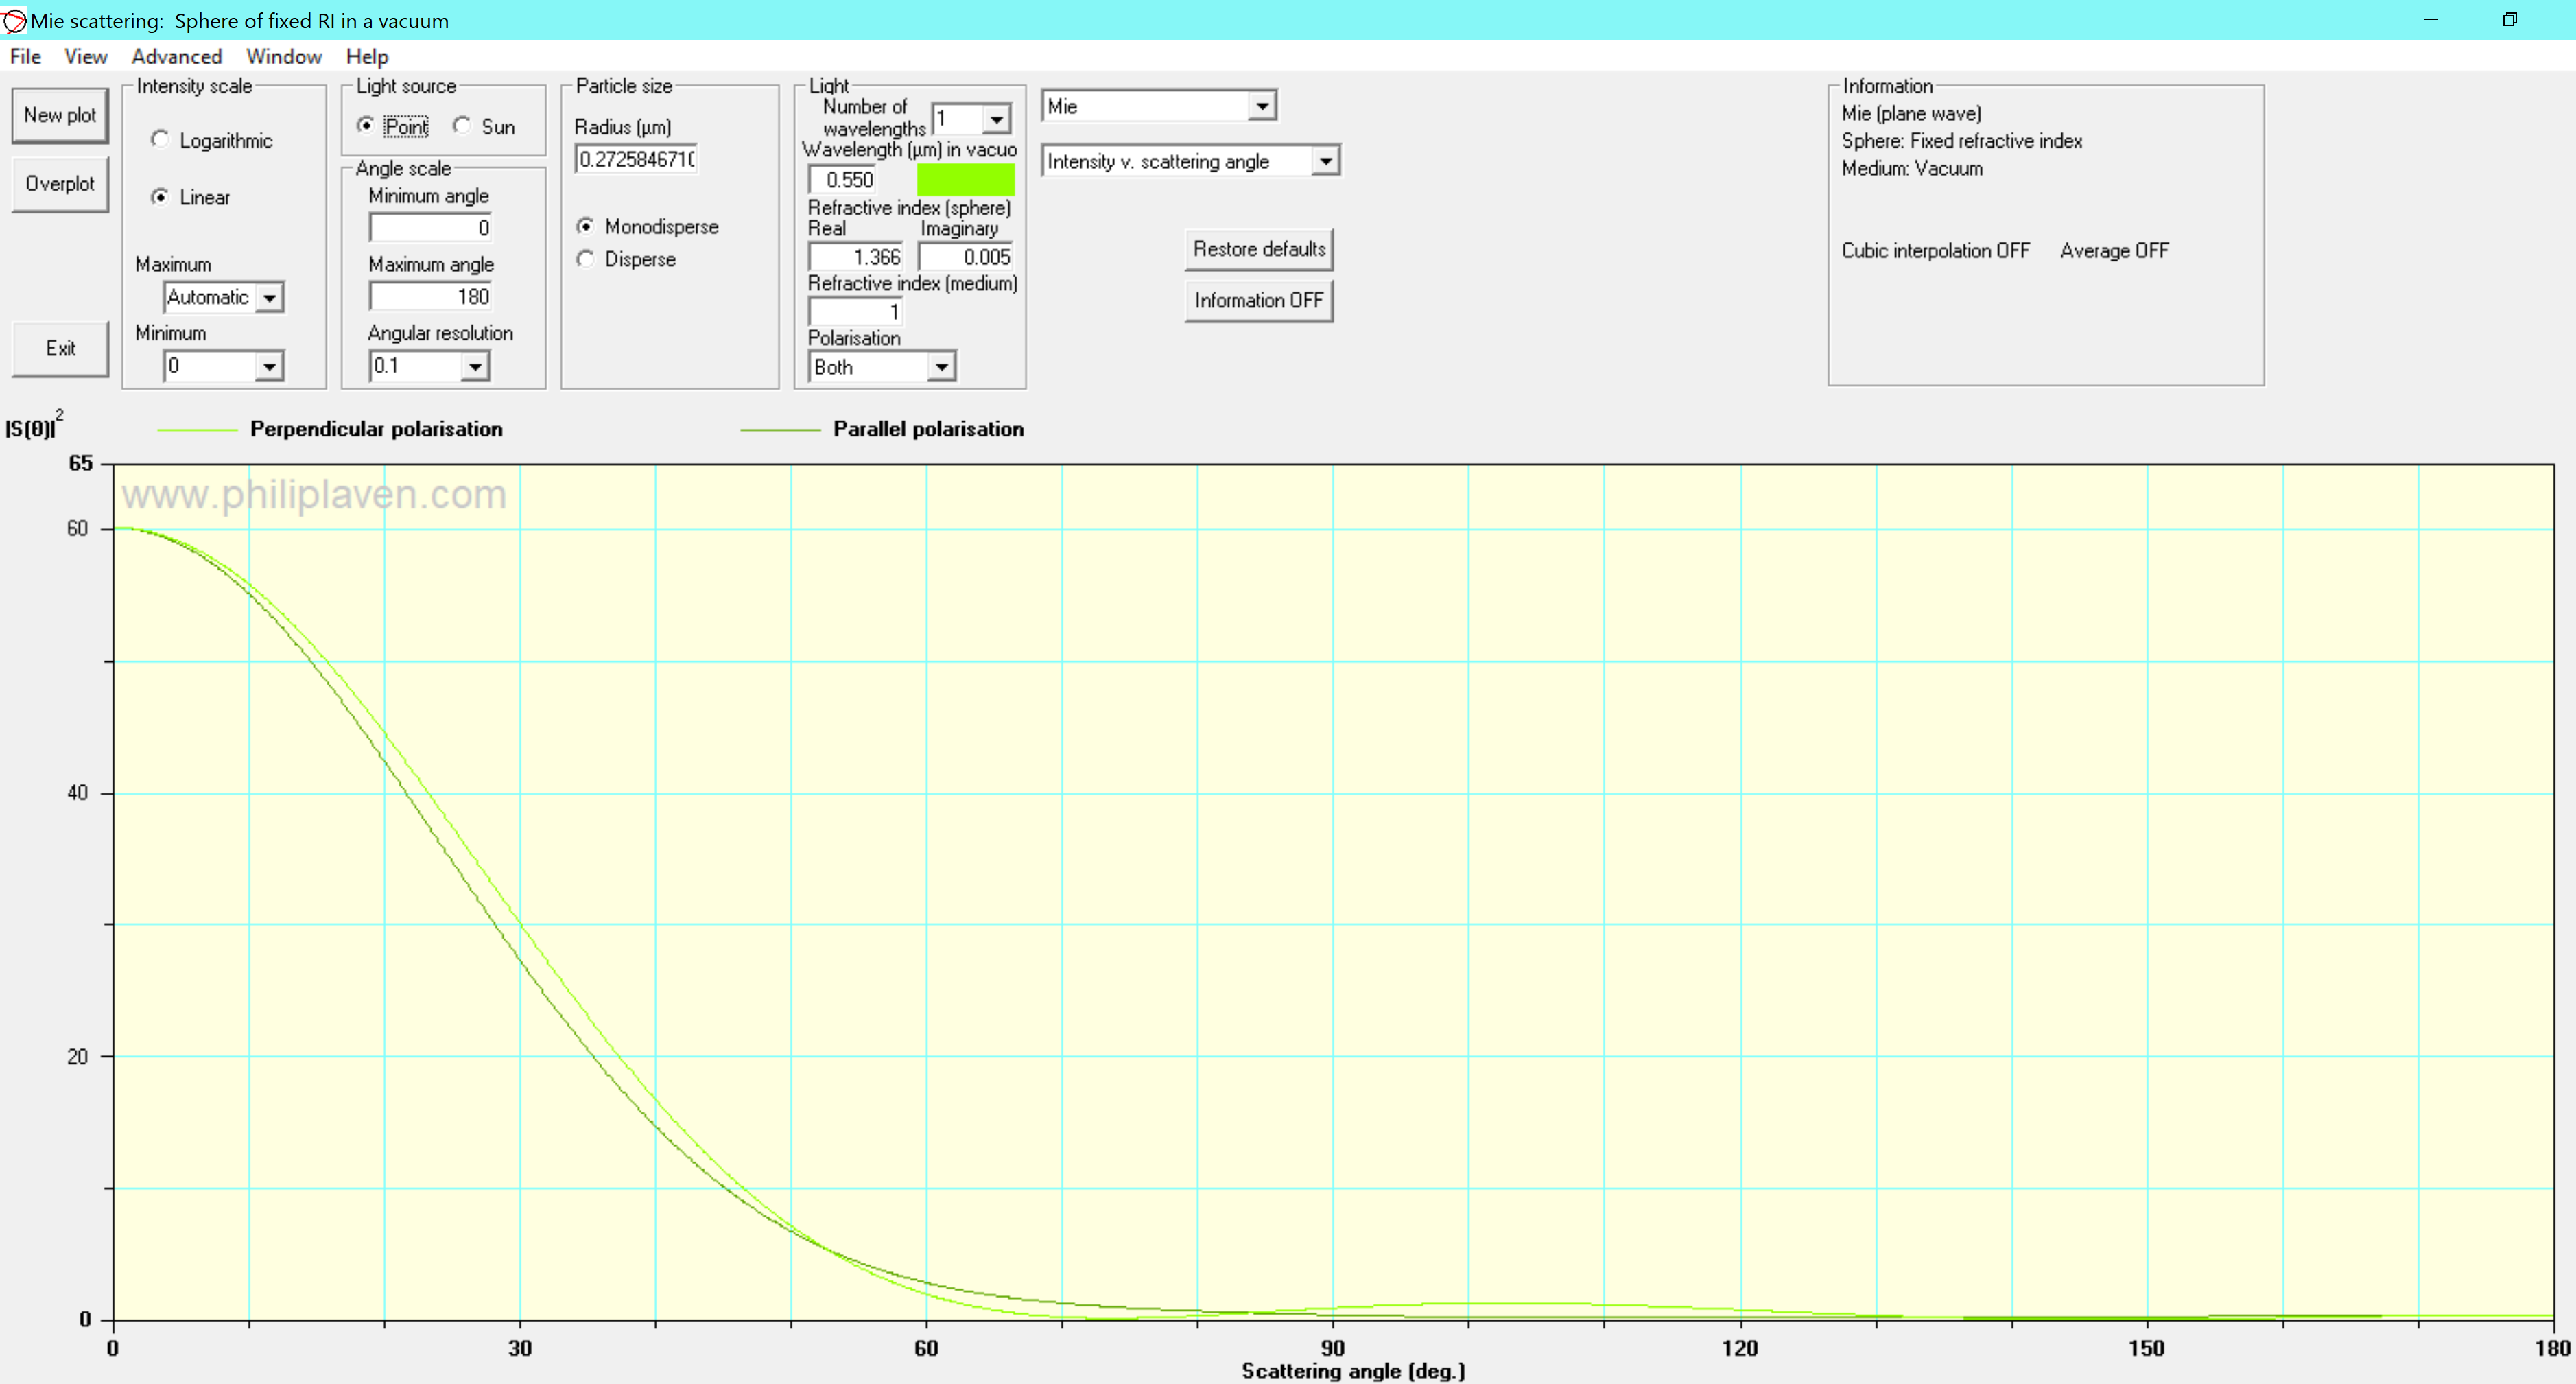 Mie scattering: Sphere of fixed RI in a vacuum
File View Advanced Window Help
New plot
Overplot
Exit
Intensity scale
Logarithmic
Linear
Maximum
Automatic
Minimum
0
Light source
Point Sun
Angle scale
Minimum angle
0
Maximum angle
180
Angular resolution
0.1
Particle size
Radius (µm)
0.272584671(
Monodisperse
Disperse
Light
Number of
wavelengths 1
Wavelength (µm) in vacuo
0.550
Refractive index (sphere)
Real Imaginary
1.366 0.005
Refractive index (medium)
1
Polarisation
Both
Mie
Intensity v. scattering angle
Restore defaults
Information OFF
Information
Mie (plane wave)
Sphere: Fixed refractive index
Medium: Vacuum
Cubic interpolation OFF Average OFF
|S(θ)|²
Perpendicular polarisation Parallel polarisation
www.philiplaven.com
65
60
40
20
0
0 30 60 90 120 150 180
Scattering angle (deg.)